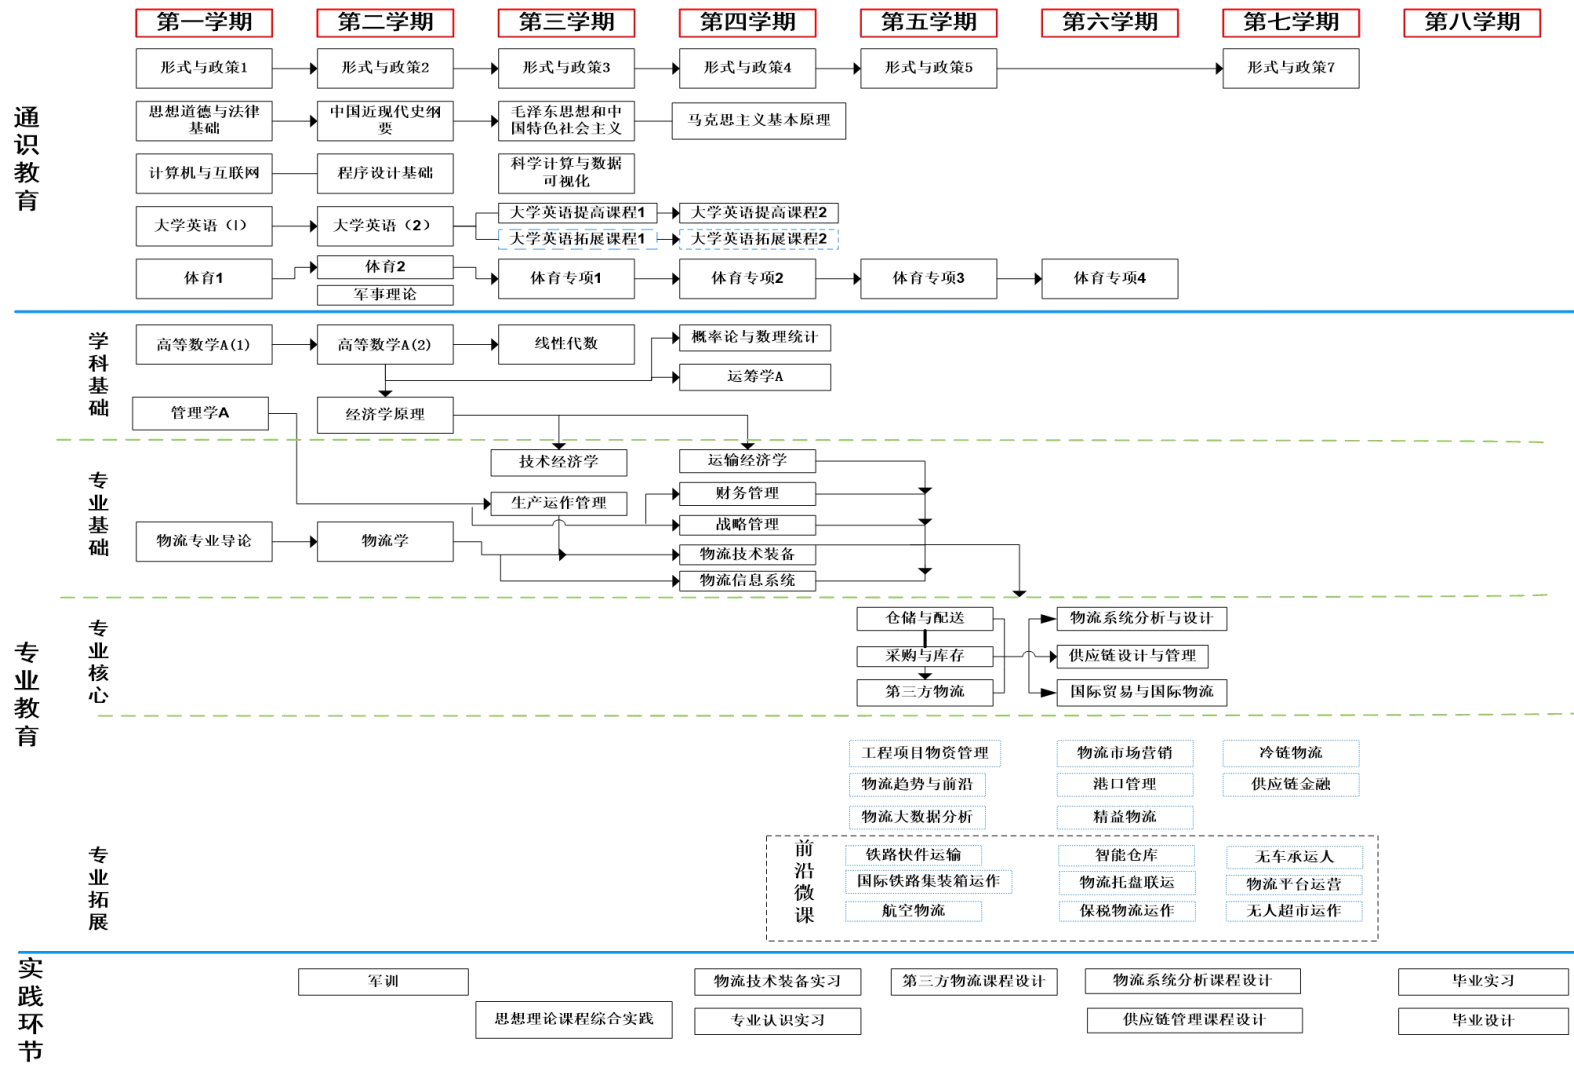 第一学期
第二学期
第三学期
第四学期
第五学期
第六学期
第七学期
第八学期
通识教育
形式与政策1
形式与政策2
形式与政策3
形式与政策4
形式与政策5
形式与政策7
思想道德与法律
基础
中国近现代史纲
要
毛泽东思想和中
国特色社会主义
马克思主义基本原理
计算机与互联网
程序设计基础
科学计算与数据
可视化
大学英语（I）
大学英语（2）
大学英语提高课程1
大学英语提高课程2
大学英语拓展课程1
大学英语拓展课程2
体育1
体育2
军事理论
体育专项1
体育专项2
体育专项3
体育专项4
专业教育
学科基础
高等数学A(1)
高等数学A(2)
线性代数
概率论与数理统计
运筹学A
管理学A
经济学原理
专业基础
技术经济学
运输经济学
生产运作管理
财务管理
战略管理
物流专业导论
物流学
物流技术装备
物流信息系统
专业核心
仓储与配送
物流系统分析与设计
采购与库存
供应链设计与管理
第三方物流
国际贸易与国际物流
专业拓展
工程项目物资管理
物流市场营销
冷链物流
物流趋势与前沿
港口管理
供应链金融
物流大数据分析
精益物流
前沿微课
铁路快件运输
智能仓库
无车承运人
国际铁路集装箱运作
物流托盘联运
物流平台运营
航空物流
保税物流运作
无人超市运作
实践环节
军训
物流技术装备实习
第三方物流课程设计
物流系统分析课程设计
毕业实习
思想理论课程综合实践
专业认识实习
供应链管理课程设计
毕业设计